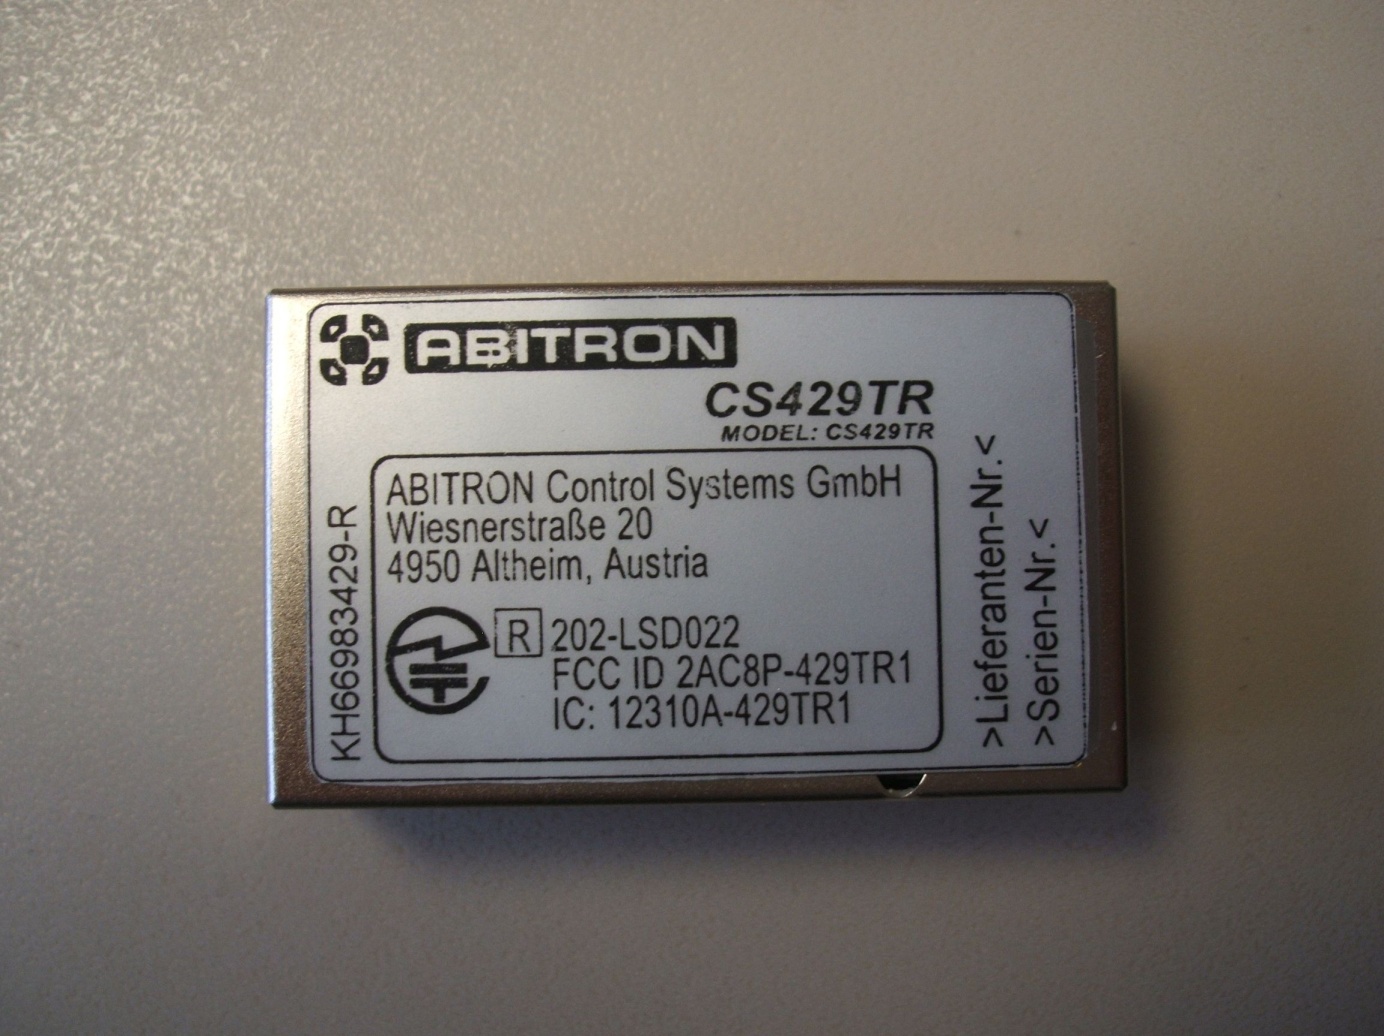 ABITRON
CS429TR
MODEL: CS429TR
KH66983429-R
ABITRON Control Systems GmbH
Wiesnerstraße 20
4950 Altheim, Austria
R 202-LSD022
FCC ID 2AC8P-429TR1
IC: 12310A-429TR1
>Lieferanten-Nr.<
>Serien-Nr.<